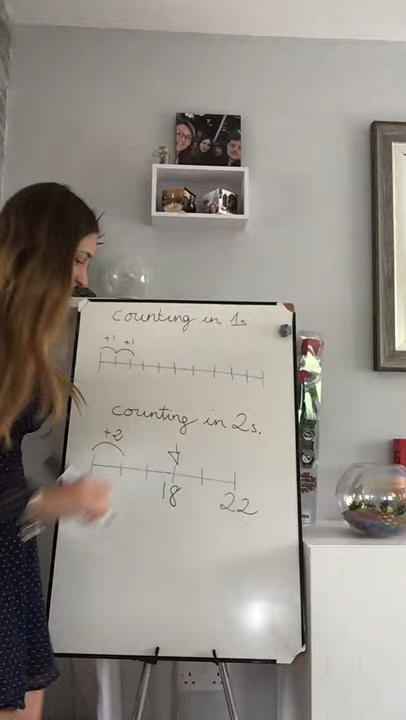 counting in 1s
+1 +1
counting in 2s.
+2
18 22